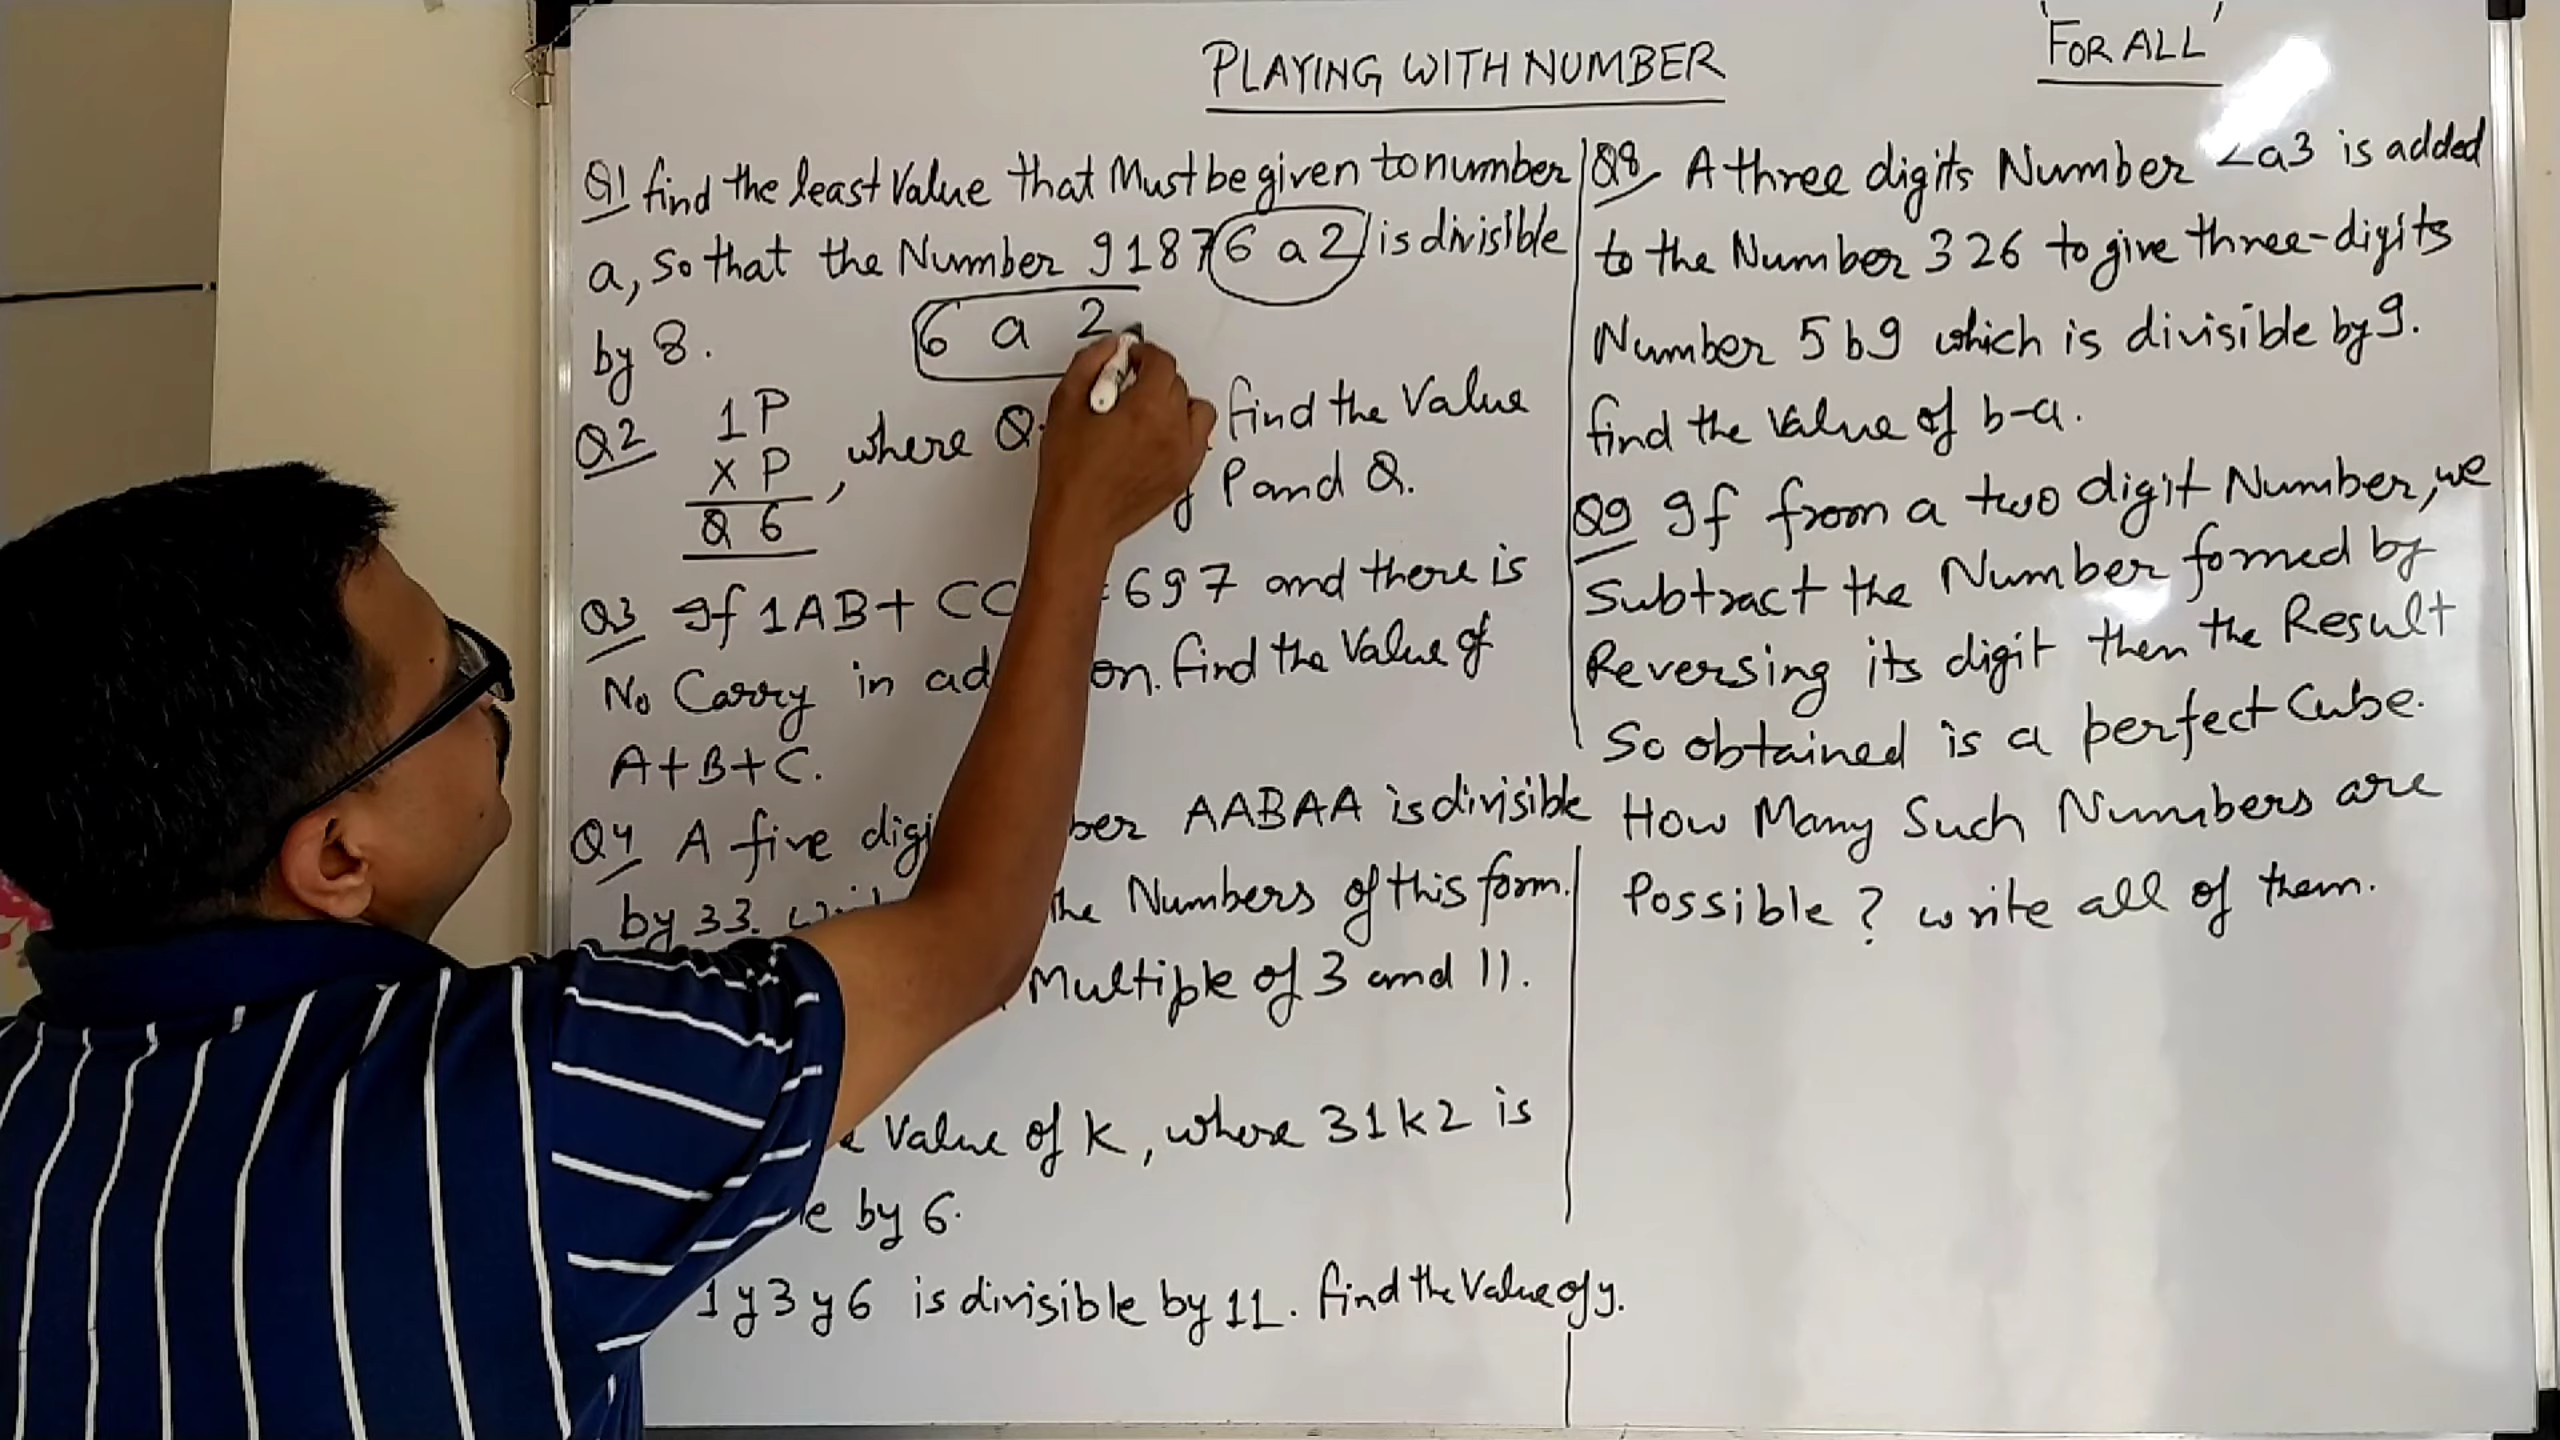 PLAYING WITH NUMBER
'FOR ALL'
Q1 find the least Value that Must be given to number
a, so that the Number 91876a2 is divisible
by 8.
6 a 2
Q2 1P
x P
Q 6
, where Q find the Value
P and Q.
Q3 If 1AB + CC = 697 and there is
No Carry in ad on. find the Value of
A+B+C.
Q4 A five digi ber AABAA is divisible
by 33. the Numbers of this form.
Multiple of 3 and 11.
Value of k, where 31k2 is
by 6.
1y3y6 is divisible by 11. find the Value of y.
Q8 A three digits Number 2a3 is added
to the Number 326 to give three-digits
Number 5b9 which is divisible by 9.
find the Value of b-a.
Q9 If from a two digit Number, we
Subtract the Number fomed by
Reversing its digit then the Result
So obtained is a perfect Cube.
How Many Such Numbers are
Possible ? write all of them.